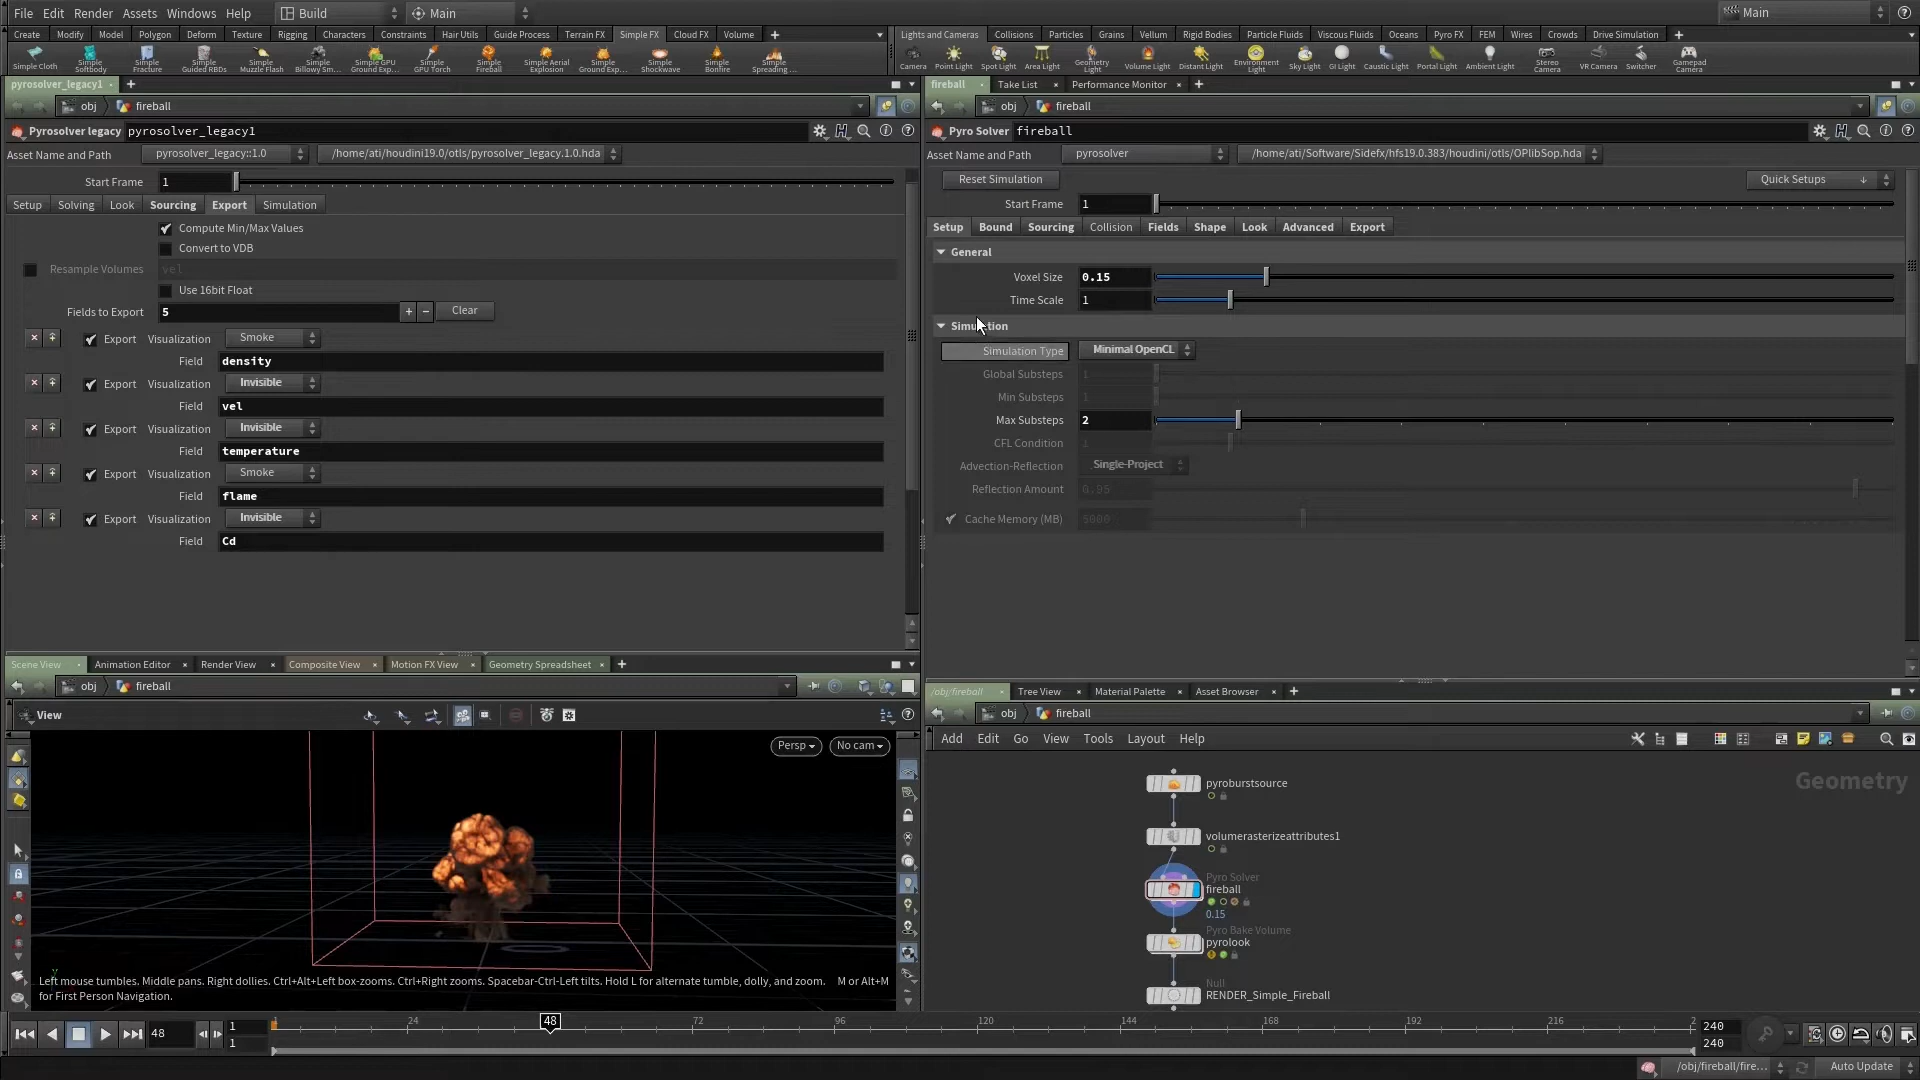 File Edit Render Assets Windows Help Build Main Main
Create Modify Model Polygon Deform Texture Rigging Characters Constraints Hair Utils Guide Process Terrain FX Simple FX Cloud FX Volume
Lights and Cameras Collisions Particles Grains Vellum Rigid Bodies Particle Fluids Viscous Fluids Oceans Pyro FX FEM Wires Crowds Drive Simulation
Simple Cloth Simple Softbody Simple Fracture Simple Guided RBDs Simple Muzzle Flash Simple Billowy Sm... Simple GPU Ground Exp... Simple GPU Torch Simple Fireball Simple Aerial Explosion Simple Ground Exp... Simple Shockwave Simple Bonfire Simple Spreading ...
Camera Point Light Spot Light Area Light Geometry Light Volume Light Distant Light Environment Light Sky Light GI Light Caustic Light Portal Light Ambient Light Stereo Camera VR Camera Switcher Gamepad Camera
pyrosolver_legacy1
obj fireball
Pyrosolver legacy pyrosolver_legacy1
Asset Name and Path pyrosolver_legacy::1.0 /home/ati/houdini19.0/otls/pyrosolver_legacy.1.0.hda
Start Frame 1
Setup Solving Look Sourcing Export Simulation
Compute Min/Max Values
Convert to VDB
Resample Volumes vel
Use 16bit Float
Fields to Export 5 + − Clear
Export Visualization Smoke
Field density
Export Visualization Invisible
Field vel
Export Visualization Invisible
Field temperature
Export Visualization Smoke
Field flame
Export Visualization Invisible
Field Cd
fireball Take List Performance Monitor
obj fireball
Pyro Solver fireball
Asset Name and Path pyrosolver /home/ati/Software/Sidefx/hfs19.0.383/houdini/otls/OPlibSop.hda
Reset Simulation Quick Setups
Start Frame 1
Setup Bound Sourcing Collision Fields Shape Look Advanced Export
General
Voxel Size 0.15
Time Scale 1
Simulation
Simulation Type Minimal OpenCL
Global Substeps 1
Min Substeps 1
Max Substeps 2
CFL Condition 1
Advection-Reflection Single-Project
Reflection Amount 0.95
Cache Memory (MB) 5000
Scene View Animation Editor Render View Composite View Motion FX View Geometry Spreadsheet
obj fireball
View
Persp No cam
Left mouse tumbles. Middle pans. Right dollies. Ctrl+Alt+Left box-zooms. Ctrl+Right zooms. Spacebar-Ctrl-Left tilts. Hold L for alternate tumble, dolly, and zoom. M or Alt+M
for First Person Navigation.
/obj/fireball Tree View Material Palette Asset Browser
obj fireball
Add Edit Go View Tools Layout Help
Geometry
pyroburstsource
volumerasterizeattributes1
Pyro Solver
fireball
0.15
Pyro Bake Volume
pyrolook
Null
RENDER_Simple_Fireball
48 1 1 1 24 48 72 96 120 144 168 192 216 2 240 240
/obj/fireball/fire... Auto Update